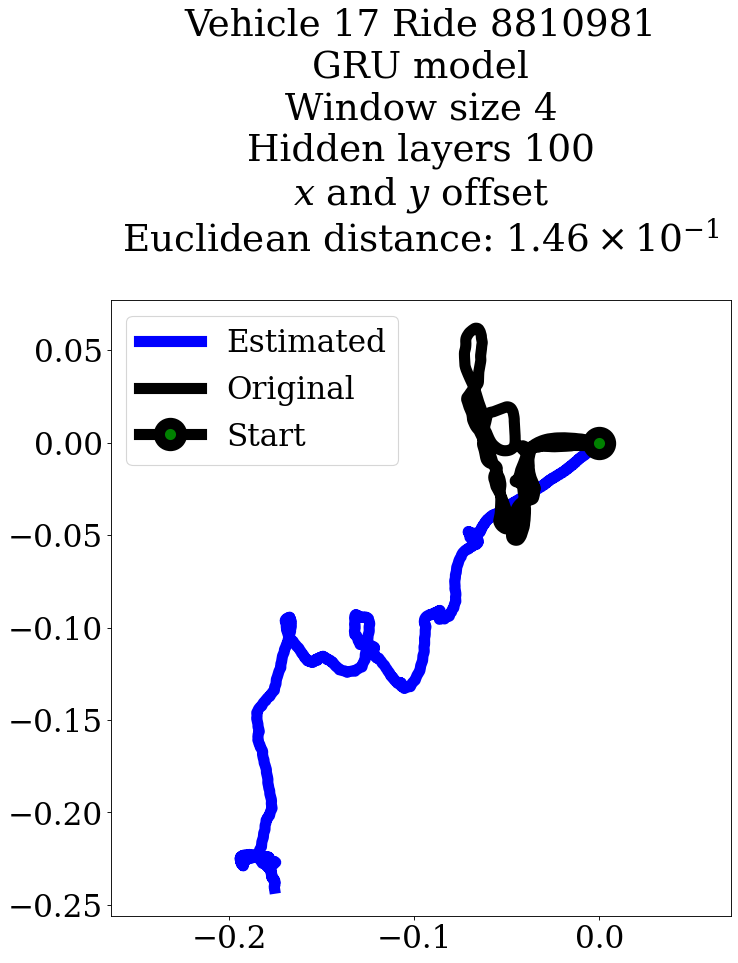 Vehicle 17 Ride 8810981
GRU model
Window size 4
Hidden layers 100
x and y offset
Euclidean distance: 1.46 × 10⁻¹
Estimated
Original
Start
0.05
0.00
−0.05
−0.10
−0.15
−0.20
−0.25
−0.2 −0.1 0.0